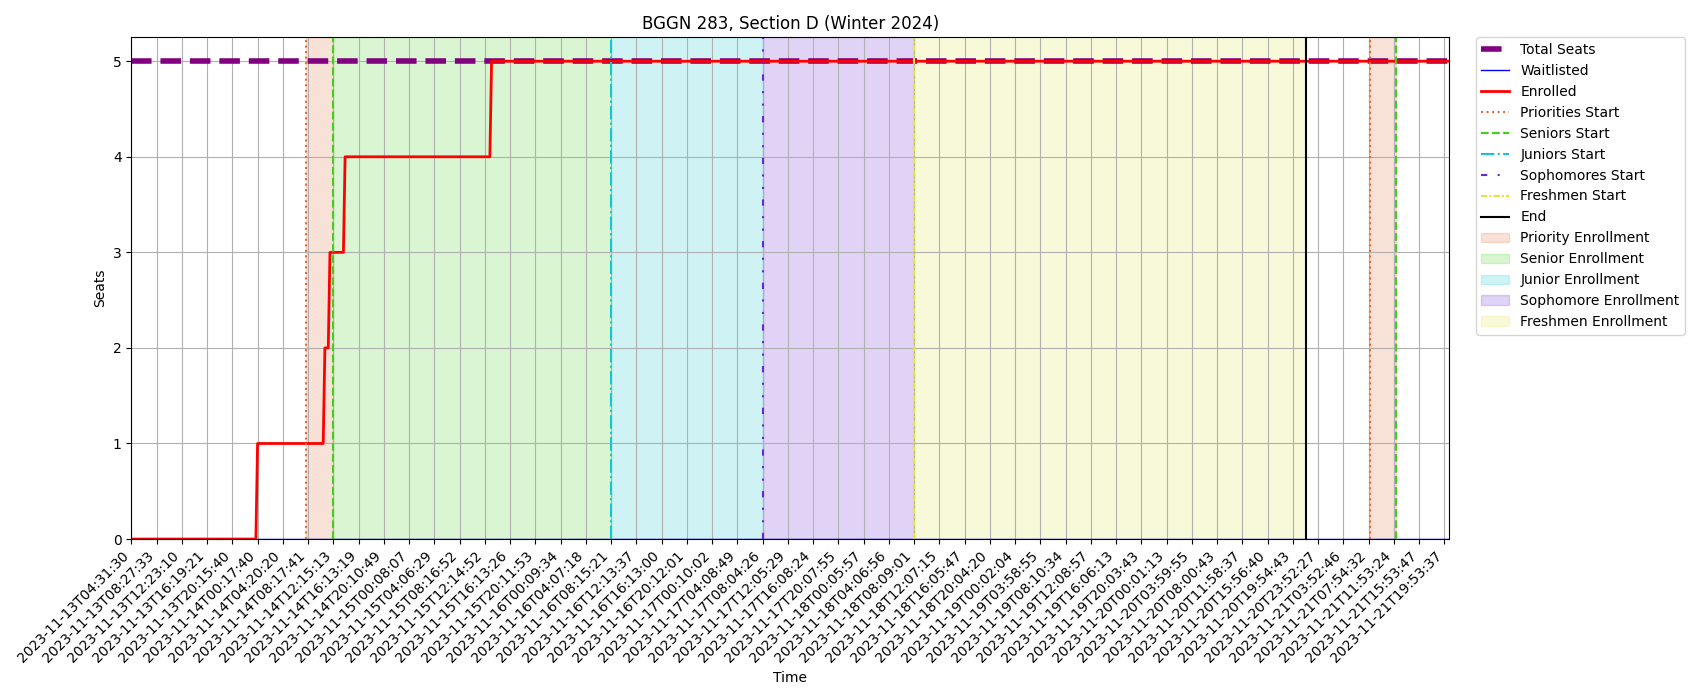 BGGN 283, Section D (Winter 2024)
Seats
5
4
3
2
1
0
2023-11-13T04:31:30
2023-11-13T08:27:33
2023-11-13T12:23:10
2023-11-13T16:19:21
2023-11-13T20:15:40
2023-11-14T00:17:40
2023-11-14T04:20:20
2023-11-14T08:17:41
2023-11-14T12:15:13
2023-11-14T16:13:19
2023-11-14T20:10:49
2023-11-15T00:08:07
2023-11-15T04:06:29
2023-11-15T08:16:52
2023-11-15T12:14:52
2023-11-15T16:13:26
2023-11-15T20:11:53
2023-11-16T00:09:34
2023-11-16T04:07:18
2023-11-16T08:15:21
2023-11-16T12:13:37
2023-11-16T16:13:00
2023-11-16T20:12:01
2023-11-17T00:10:02
2023-11-17T04:08:49
2023-11-17T08:04:26
2023-11-17T12:05:29
2023-11-17T16:08:24
2023-11-17T20:07:55
2023-11-18T00:05:57
2023-11-18T04:06:56
2023-11-18T08:09:01
2023-11-18T12:07:15
2023-11-18T16:05:47
2023-11-18T20:04:20
2023-11-19T00:02:04
2023-11-19T03:58:55
2023-11-19T08:10:34
2023-11-19T12:08:57
2023-11-19T16:06:13
2023-11-19T20:03:43
2023-11-20T00:01:13
2023-11-20T03:59:55
2023-11-20T08:00:43
2023-11-20T11:58:37
2023-11-20T15:56:40
2023-11-20T19:54:43
2023-11-20T23:52:27
2023-11-21T03:52:46
2023-11-21T07:54:32
2023-11-21T11:53:24
2023-11-21T15:53:47
2023-11-21T19:53:37
Time
Total Seats
Waitlisted
Enrolled
Priorities Start
Seniors Start
Juniors Start
Sophomores Start
Freshmen Start
End
Priority Enrollment
Senior Enrollment
Junior Enrollment
Sophomore Enrollment
Freshmen Enrollment